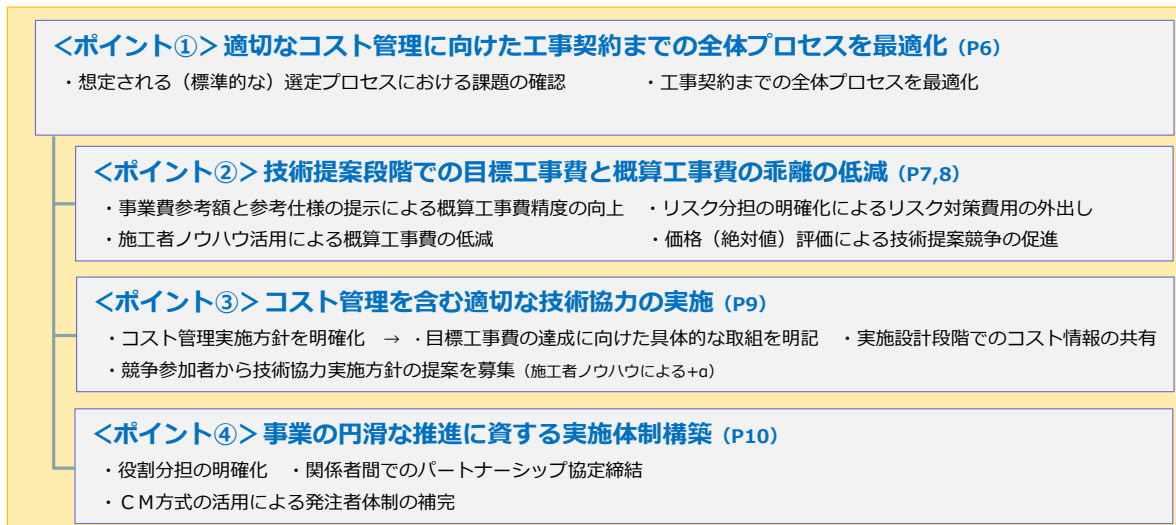 ＜ポイント①＞適切なコスト管理に向けた工事契約までの全体プロセスを最適化（P6）
・想定される（標準的な）選定プロセスにおける課題の確認 ・工事契約までの全体プロセスを最適化
＜ポイント②＞技術提案段階での目標工事費と概算工事費の乖離の低減（P7,8）
・事業費参考額と参考仕様の提示による概算工事費精度の向上 ・リスク分担の明確化によるリスク対策費用の外出し
・施工者ノウハウ活用による概算工事費の低減 ・価格（絶対値）評価による技術提案競争の促進
＜ポイント③＞コスト管理を含む適切な技術協力の実施（P9）
・コスト管理実施方針を明確化 → ・目標工事費の達成に向けた具体的な取組を明記 ・実施設計段階でのコスト情報の共有
・競争参加者から技術協力実施方針の提案を募集（施工者ノウハウによる+α）
＜ポイント④＞事業の円滑な推進に資する実施体制構築（P10）
・役割分担の明確化 ・関係者間でのパートナーシップ協定締結
・ＣＭ方式の活用による発注者体制の補完